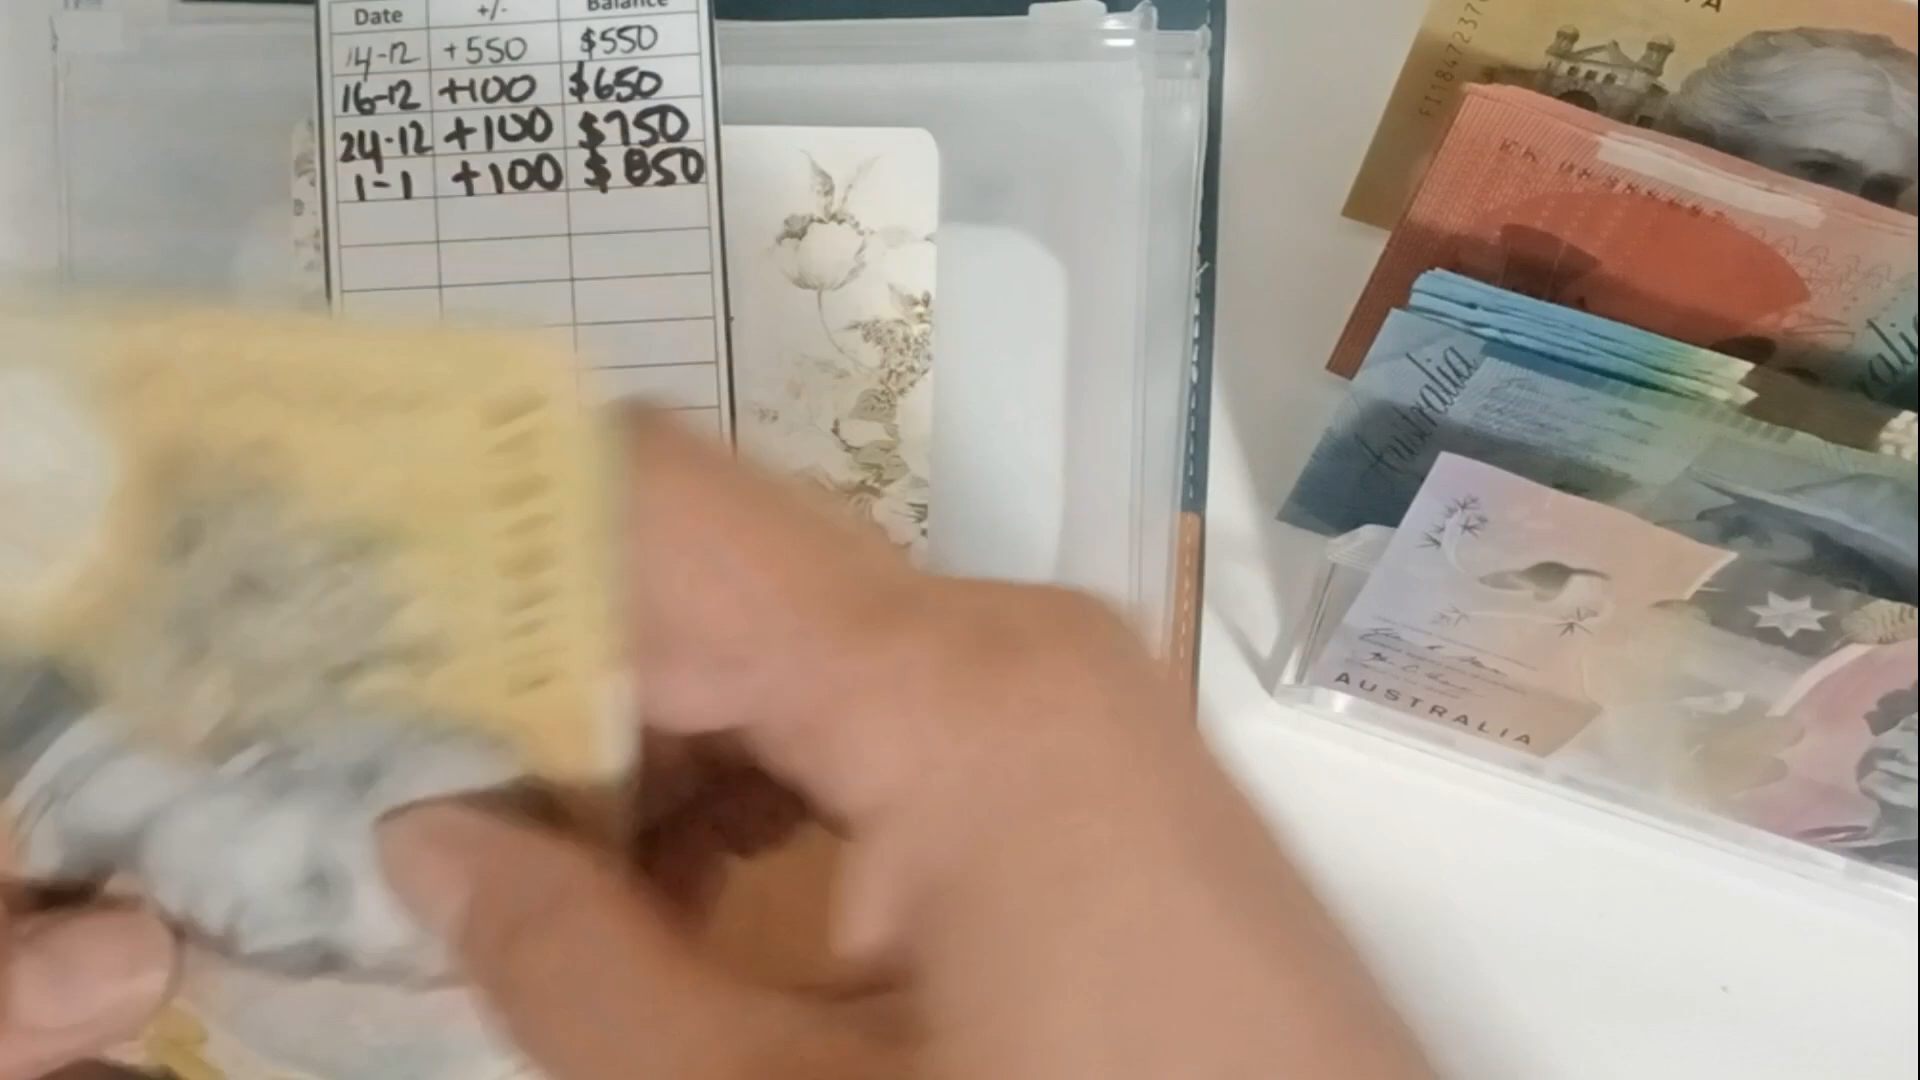 Date +/- Balance
14-12 +550 $550
16-12 +100 $650
24-12 +100 $750
1-1 +100 $850
Australia
AUSTRALIA